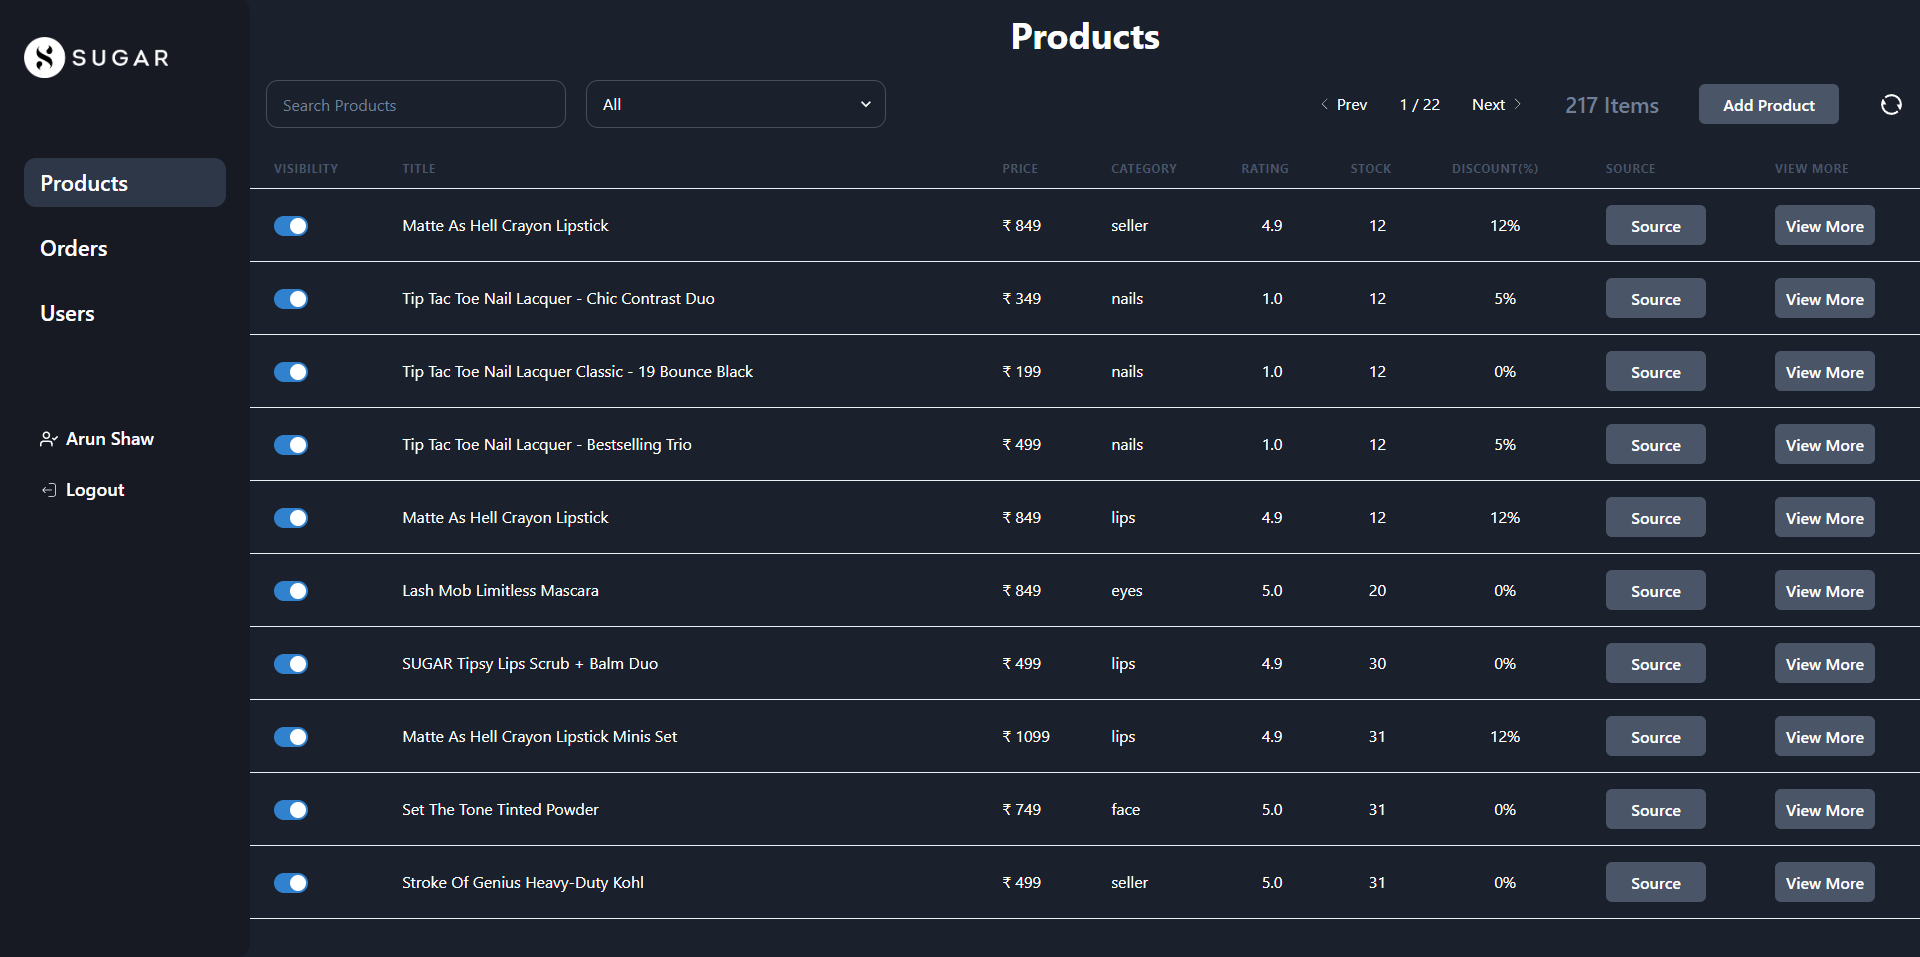 SUGAR
Products
Orders
Users
Arun Shaw
Logout
Products
Search Products All Prev 1 / 22 Next 217 Items Add Product
VISIBILITY TITLE PRICE CATEGORY RATING STOCK DISCOUNT(%) SOURCE VIEW MORE
Matte As Hell Crayon Lipstick ₹ 849 seller 4.9 12 12% Source View More
Tip Tac Toe Nail Lacquer - Chic Contrast Duo ₹ 349 nails 1.0 12 5% Source View More
Tip Tac Toe Nail Lacquer Classic - 19 Bounce Black ₹ 199 nails 1.0 12 0% Source View More
Tip Tac Toe Nail Lacquer - Bestselling Trio ₹ 499 nails 1.0 12 5% Source View More
Matte As Hell Crayon Lipstick ₹ 849 lips 4.9 12 12% Source View More
Lash Mob Limitless Mascara ₹ 849 eyes 5.0 20 0% Source View More
SUGAR Tipsy Lips Scrub + Balm Duo ₹ 499 lips 4.9 30 0% Source View More
Matte As Hell Crayon Lipstick Minis Set ₹ 1099 lips 4.9 31 12% Source View More
Set The Tone Tinted Powder ₹ 749 face 5.0 31 0% Source View More
Stroke Of Genius Heavy-Duty Kohl ₹ 499 seller 5.0 31 0% Source View More